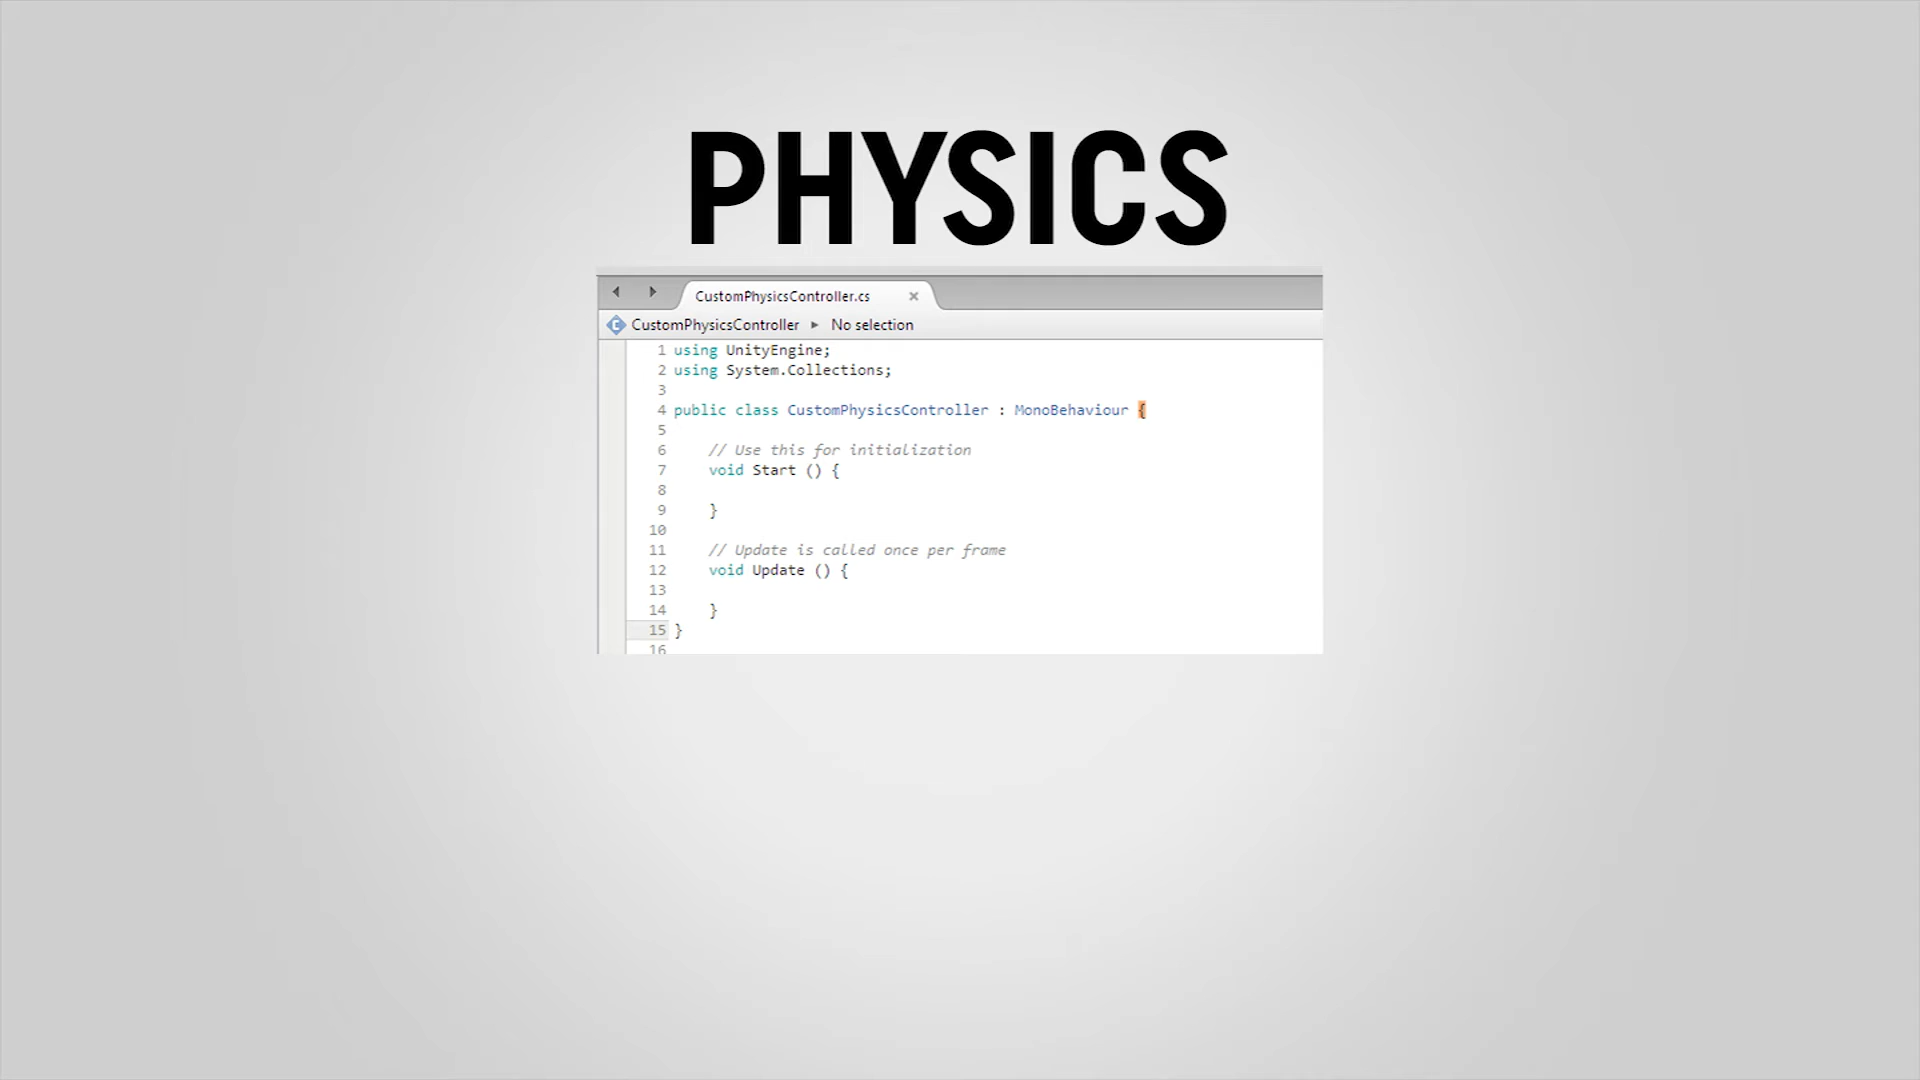 PHYSICS
CustomPhysicsController.cs
CustomPhysicsController No selection
1 using UnityEngine;
2 using System.Collections;
3
4 public class CustomPhysicsController : MonoBehaviour {
5
6 // Use this for initialization
7 void Start () {
8
9 }
10
11 // Update is called once per frame
12 void Update () {
13
14 }
15 }
16